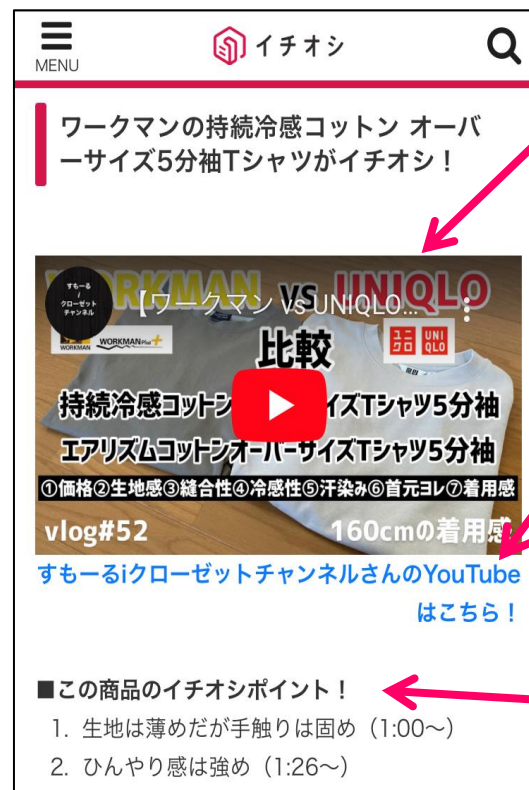 MENU
イチオシ
ワークマンの持続冷感コットン オーバ
ーサイズ5分袖Tシャツがイチオシ！
すもーる
i
クローゼット
チャンネル
【ワークマン vs UNIQLO...
WORKMAN VS UNIQLO
WORKMAN
WORKMAN Plus+
比較
ユニ
クロ
UNI
QLO
持続冷感コットン
イズTシャツ5分袖
エアリズムコットンオーバーサイズTシャツ5分袖
①価格②生地感③縫合性④冷感性⑤汗染み⑥首元ヨレ⑦着用感
vlog#52
160cmの着用感
すもーるiクローゼットチャンネルさんのYouTube
はこちら！
■この商品のイチオシポイント！
1. 生地は薄めだが手触りは固め（1:00〜）
2. ひんやり感は強め（1:26〜）